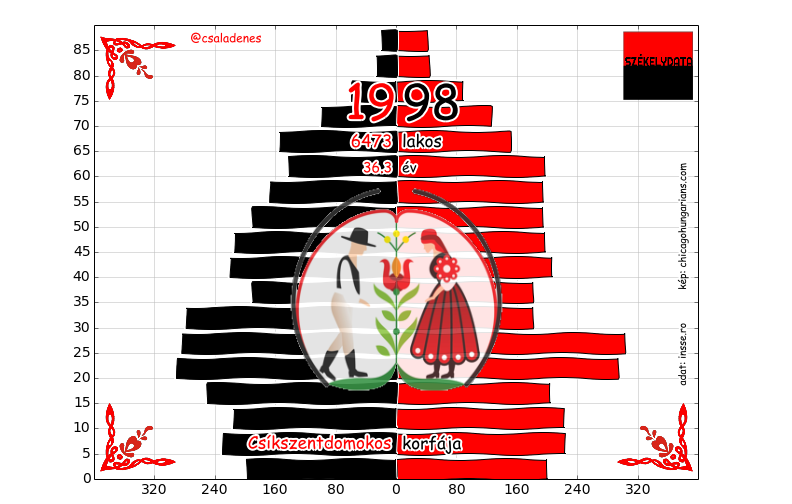 @csaladenes
SZÉKELYDATA
1998
6473 lakos
36.3 év
Csíkszentdomokos korfája
kép: chicagohungarians.com
adat: insse.ro
85
80
75
70
65
60
55
50
45
40
35
30
25
20
15
10
5
0
320 240 160 80 0 80 160 240 320